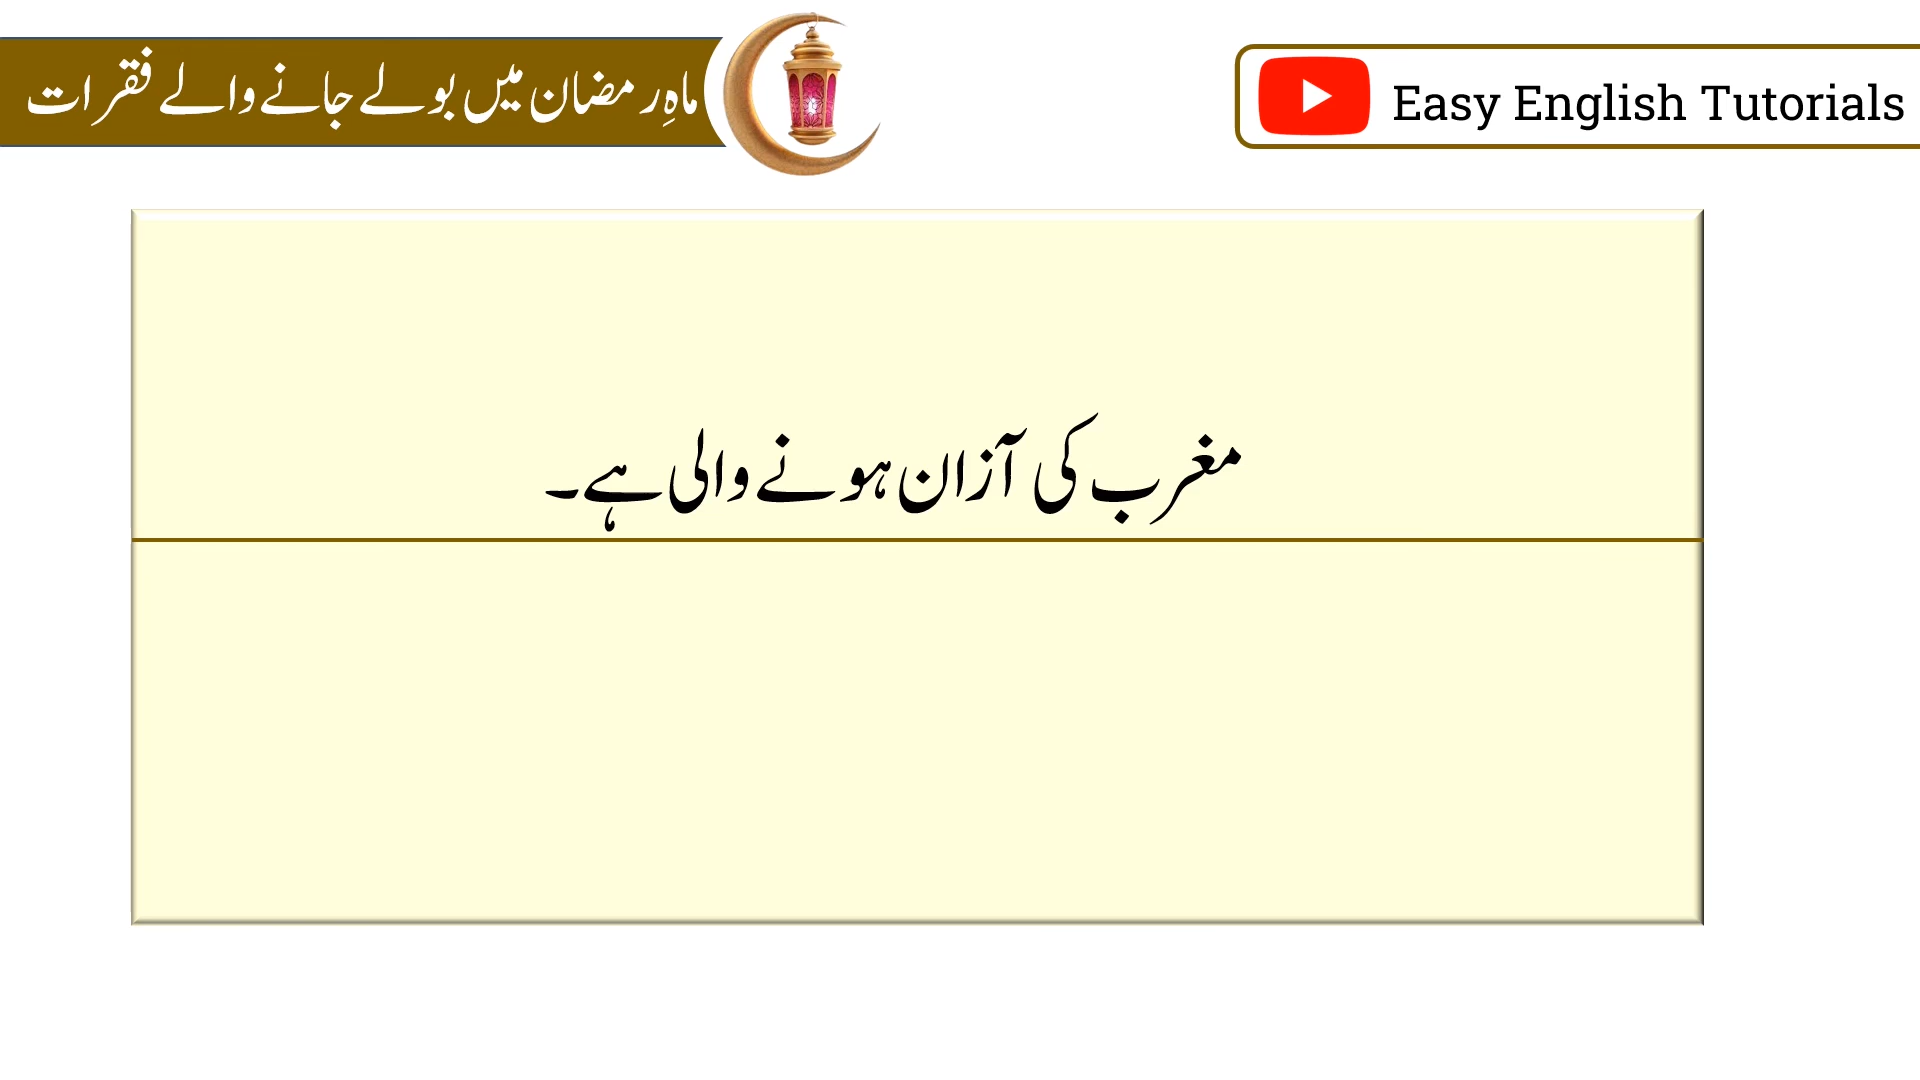 ماہِ رمضان میں بولے جانے والے فقرات
Easy English Tutorials
مغرب کی آزان ہونے والی ہے۔